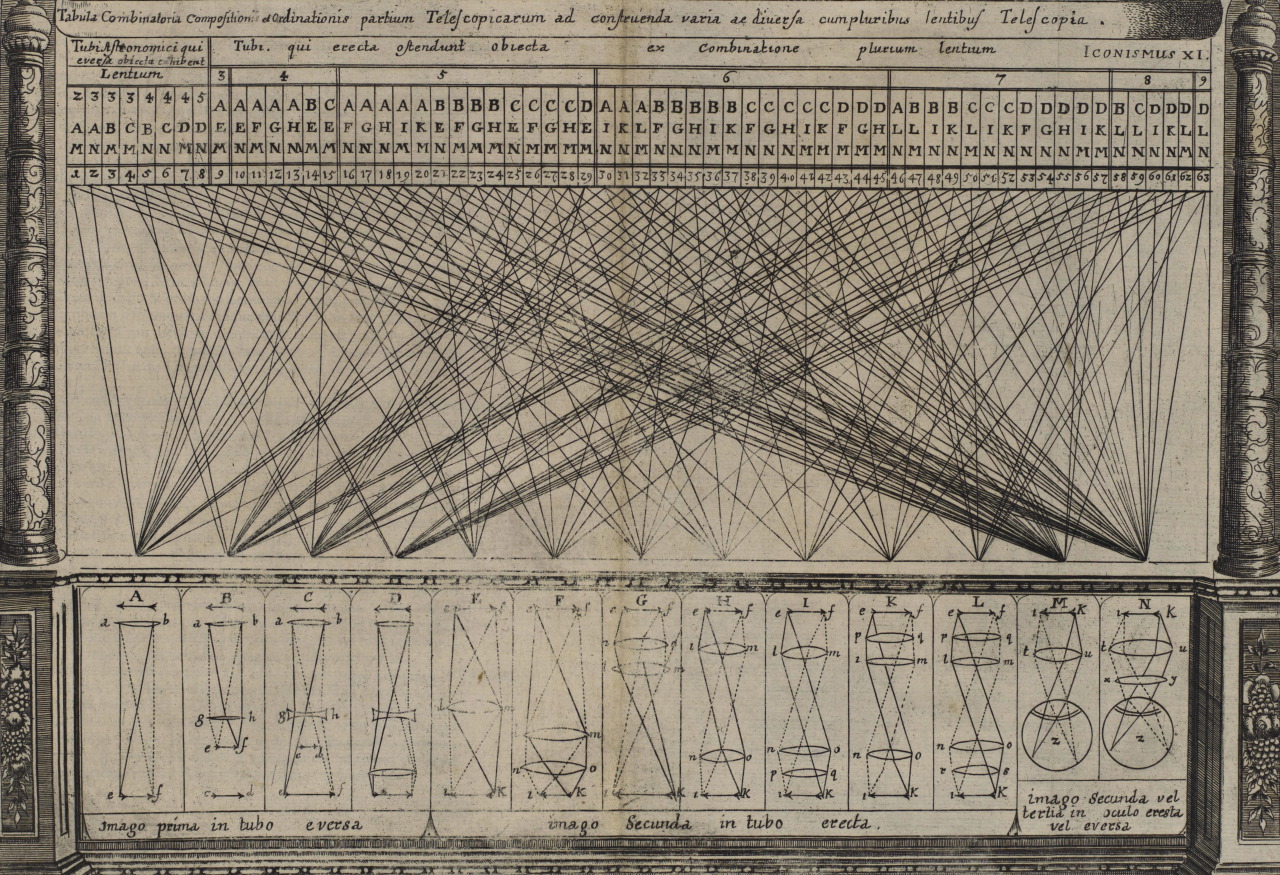 Tabula Combinatoria Compositionis et Ordinationis partium Telescopicarum ad construenda varia ac diversa cum pluribus lentibus Telescopia .
Tubi Astronomici qui
eversa obiecta exhibent
Tubi. qui erecta ostendunt obiecta ex Combinatione plurium lentium ICONISMUS XI.
Lentium 3 4 5 6 7 8 9
2 3 3 3 4 4 4 5 A A A A A B C A A A A A B B B B C C C C D A A A B B B B B C C C C C D D D A B B B C C C D D D D D B C D D D D
A A B C B C D D E E F G H E E F G H I K E F G H E F G H E I K L F G H I K F G H I K F G H L L I K L I K F G H I K L L I K L L
M N M M N N M N M N M M M M M N N N M M N M M M N M M M M N N M N N N M M N N N M M M M M N M N N M N N N N N M M N N N N M N
1 2 3 4 5 6 7 8 9 10 11 12 13 14 15 16 17 18 19 20 21 22 23 24 25 26 27 28 29 30 31 32 33 34 35 36 37 38 39 40 41 42 43 44 45 46 47 48 49 50 51 52 53 54 55 56 57 58 59 60 61 62 63
A B C D E F G H I K L M N
a b a b a b e f e f e f e f e f e f e f i K i K
p q p q
l m l m l m l m l m t u t u
g h g h l m x y
m n o n o n o n o z z
e f c d n o p q r s
e f c d e f i K i K i K i K i K i K i K
Imago prima in tubo eversa
imago Secunda in tubo erecta .
imago Secunda vel
tertia in oculo erecta
vel eversa